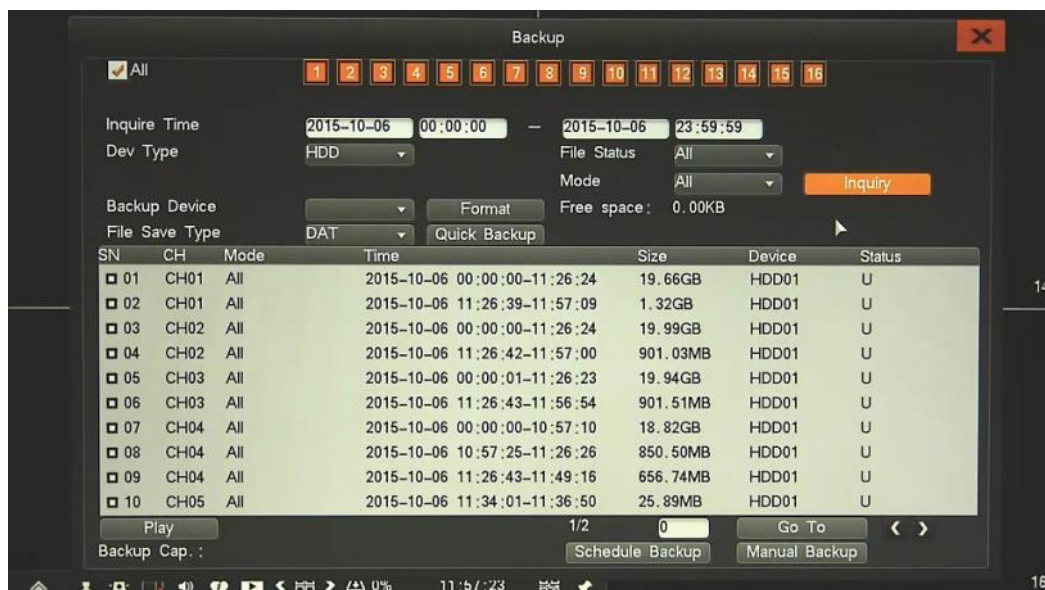 Backup
All
1 2 3 4 5 6 7 8 9 10 11 12 13 14 15 16
Inquire Time 2015-10-06 00:00:00 — 2015-10-06 23:59:59
Dev Type HDD File Status All
Mode All Inquiry
Backup Device Format Free space: 0.00KB
File Save Type DAT Quick Backup
SN CH Mode Time Size Device Status
01 CH01 All 2015-10-06 00:00:00-11:26:24 19.66GB HDD01 U
02 CH01 All 2015-10-06 11:26:39-11:57:09 1.32GB HDD01 U
03 CH02 All 2015-10-06 00:00:00-11:26:24 19.99GB HDD01 U
04 CH02 All 2015-10-06 11:26:42-11:57:00 901.03MB HDD01 U
05 CH03 All 2015-10-06 00:00:01-11:26:23 19.94GB HDD01 U
06 CH03 All 2015-10-06 11:26:43-11:56:54 901.51MB HDD01 U
07 CH04 All 2015-10-06 00:00:00-10:57:10 18.82GB HDD01 U
08 CH04 All 2015-10-06 10:57:25-11:26:26 850.50MB HDD01 U
09 CH04 All 2015-10-06 11:26:43-11:49:16 656.74MB HDD01 U
10 CH05 All 2015-10-06 11:34:01-11:36:50 25.89MB HDD01 U
Play 1/2 0 Go To
Backup Cap.: Schedule Backup Manual Backup
0% 11:57:23
14
16